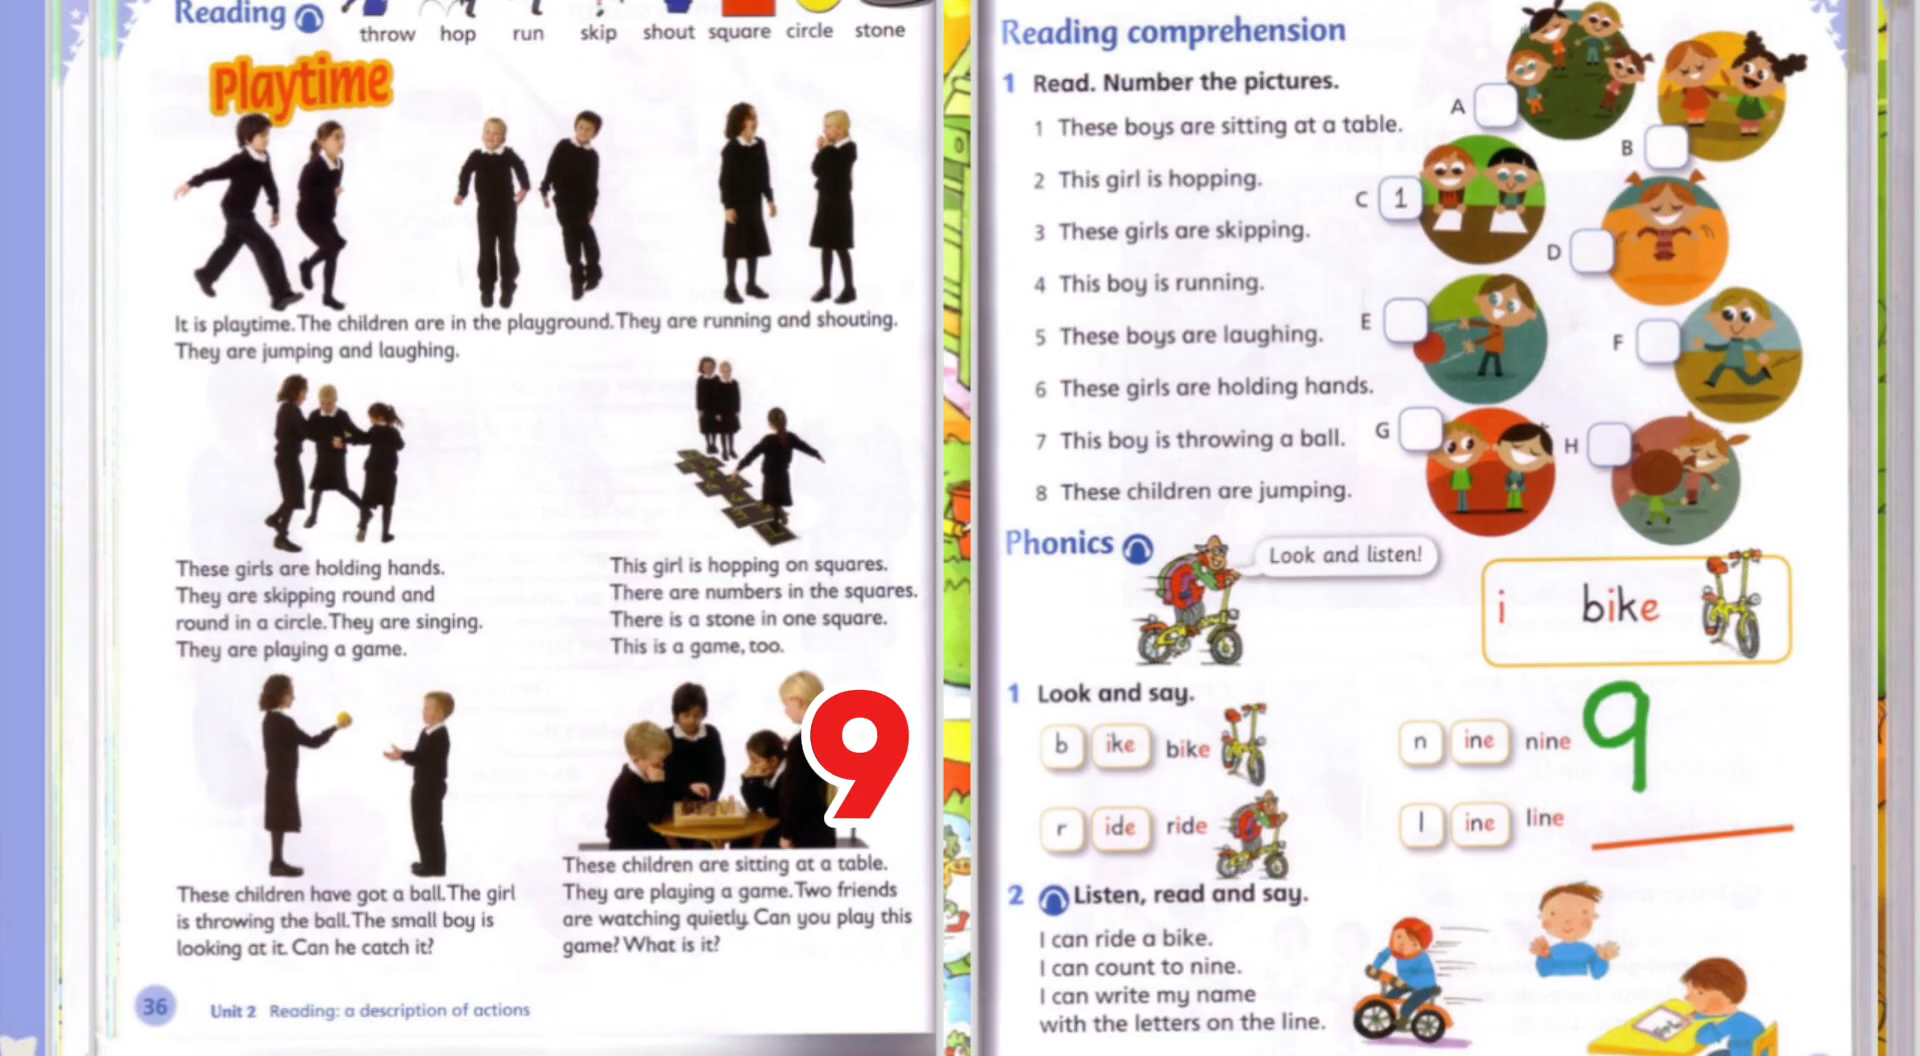 Reading
throw hop run skip shout square circle stone
Playtime
It is playtime. The children are in the playground. They are running and shouting.
They are jumping and laughing.
These girls are holding hands.
They are skipping round and
round in a circle. They are singing.
They are playing a game.
This girl is hopping on squares.
There are numbers in the squares.
There is a stone in one square.
This is a game, too.
9
These children have got a ball. The girl
is throwing the ball. The small boy is
looking at it. Can he catch it?
These children are sitting at a table.
They are playing a game. Two friends
are watching quietly. Can you play this
game? What is it?
36 Unit 2 Reading: a description of actions
Reading comprehension
1 Read. Number the pictures.
1 These boys are sitting at a table.
2 This girl is hopping.
3 These girls are skipping.
4 This boy is running.
5 These boys are laughing.
6 These girls are holding hands.
7 This boy is throwing a ball.
8 These children are jumping.
A
B
C 1
D
E
F
G
H
Phonics
Look and listen!
i bike
1 Look and say.
b ike bike
n ine nine 9
r ide ride
l ine line
2 Listen, read and say.
I can ride a bike.
I can count to nine.
I can write my name
with the letters on the line.